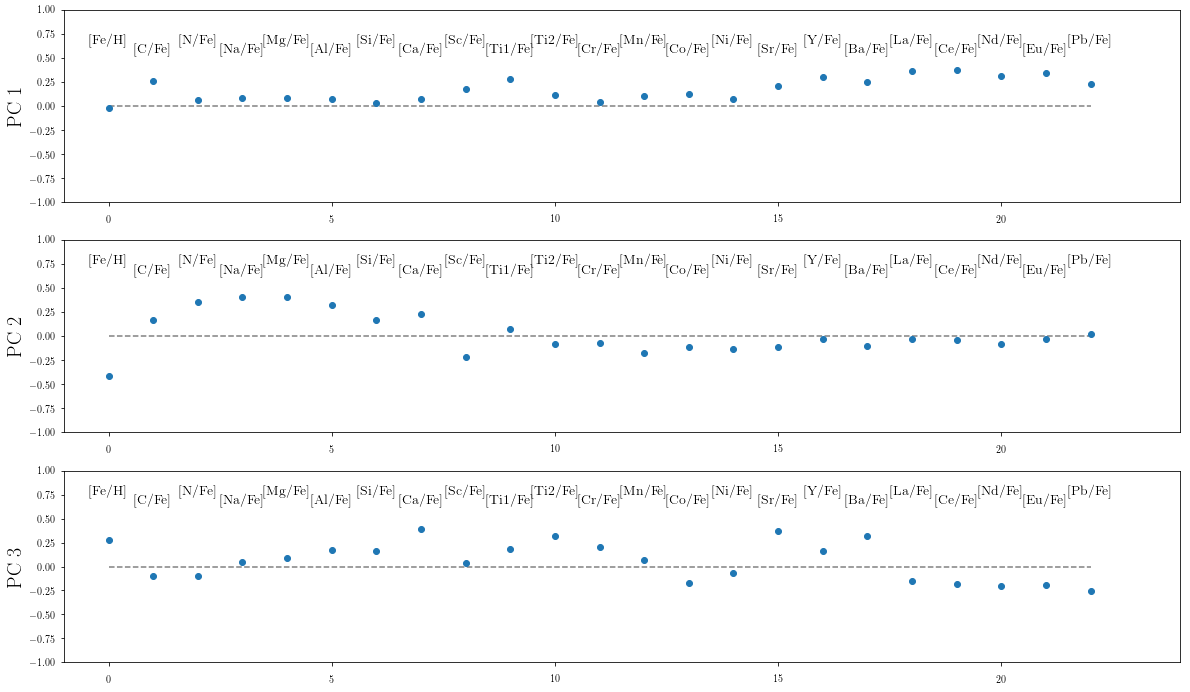 1.00
[Fe/H] [N/Fe] [Mg/Fe] [Si/Fe] [Sc/Fe] [Ti2/Fe] [Mn/Fe] [Ni/Fe] [Y/Fe] [La/Fe] [Nd/Fe] [Pb/Fe]
0.75
[C/Fe] [Na/Fe] [Al/Fe] [Ca/Fe] [Ti1/Fe] [Cr/Fe] [Co/Fe] [Sr/Fe] [Ba/Fe] [Ce/Fe] [Eu/Fe]
0.50
0.25
PC 1
0.00
−0.25
−0.50
−0.75
−1.00
0 5 10 15 20
1.00
[Fe/H] [N/Fe] [Mg/Fe] [Si/Fe] [Sc/Fe] [Ti2/Fe] [Mn/Fe] [Ni/Fe] [Y/Fe] [La/Fe] [Nd/Fe] [Pb/Fe]
0.75
[C/Fe] [Na/Fe] [Al/Fe] [Ca/Fe] [Ti1/Fe] [Cr/Fe] [Co/Fe] [Sr/Fe] [Ba/Fe] [Ce/Fe] [Eu/Fe]
0.50
0.25
PC 2
0.00
−0.25
−0.50
−0.75
−1.00
0 5 10 15 20
1.00
[Fe/H] [N/Fe] [Mg/Fe] [Si/Fe] [Sc/Fe] [Ti2/Fe] [Mn/Fe] [Ni/Fe] [Y/Fe] [La/Fe] [Nd/Fe] [Pb/Fe]
0.75
[C/Fe] [Na/Fe] [Al/Fe] [Ca/Fe] [Ti1/Fe] [Cr/Fe] [Co/Fe] [Sr/Fe] [Ba/Fe] [Ce/Fe] [Eu/Fe]
0.50
0.25
PC 3
0.00
−0.25
−0.50
−0.75
−1.00
0 5 10 15 20